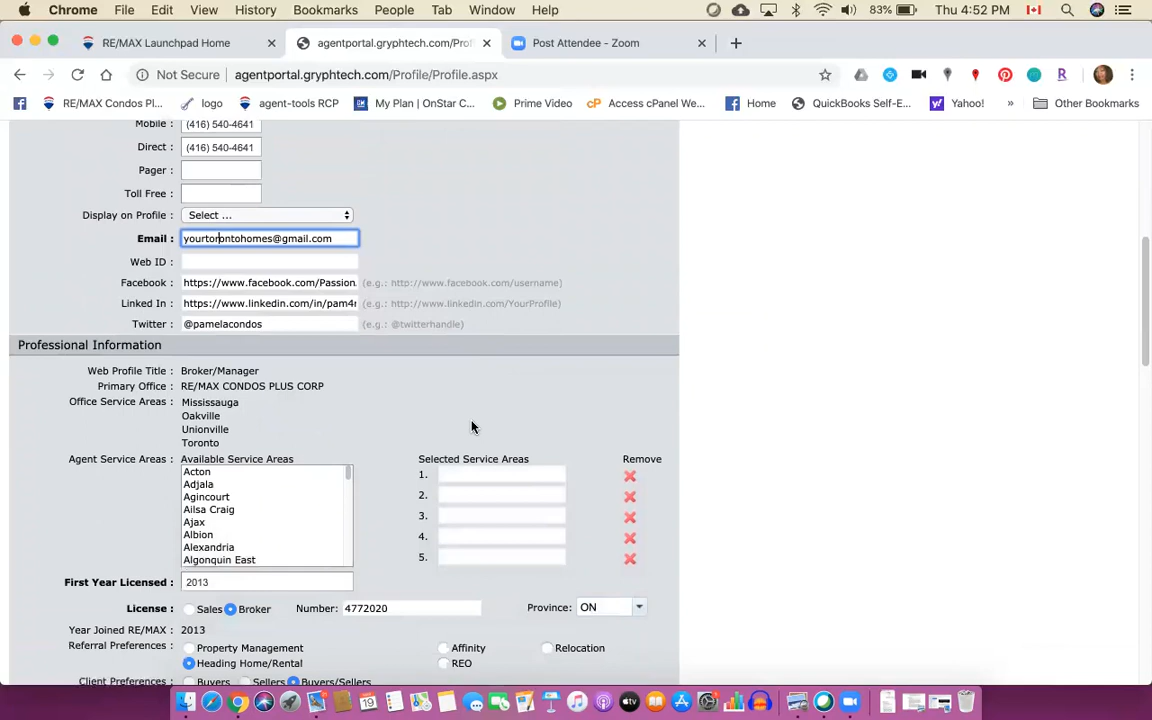 Chrome File Edit View History Bookmarks People Tab Window Help 83% Thu 4:52 PM
RE/MAX Launchpad Home × agentportal.gryphtech.com/Prof × Post Attendee - Zoom × +
Not Secure agentportal.gryphtech.com/Profile/Profile.aspx
RE/MAX Condos Pl... logo agent-tools RCP My Plan | OnStar C... Prime Video Access cPanel We... Home QuickBooks Self-E... Yahoo! » Other Bookmarks
Mobile : (416) 540-4641
Direct : (416) 540-4641
Pager :
Toll Free :
Display on Profile : Select ...
Email : yourtorontohomes@gmail.com
Web ID :
Facebook : https://www.facebook.com/Passion. (e.g.: http://www.facebook.com/username)
Linked In : https://www.linkedin.com/in/pam4r (e.g.: http://www.linkedin.com/YourProfile)
Twitter : @pamelacondos (e.g.: @twitterhandle)
Professional Information
Web Profile Title : Broker/Manager
Primary Office : RE/MAX CONDOS PLUS CORP
Office Service Areas : Mississauga
Oakville
Unionville
Toronto
Agent Service Areas : Available Service Areas Selected Service Areas Remove
Acton 1.
Adjala
Agincourt 2.
Ailsa Craig 3.
Ajax
Albion 4.
Alexandria
Algonquin East 5.
First Year Licensed : 2013
License : Sales Broker Number: 4772020 Province: ON
Year Joined RE/MAX : 2013
Referral Preferences : Property Management Affinity Relocation
Heading Home/Rental REO
Client Preferences : Buyers Sellers Buyers/Sellers